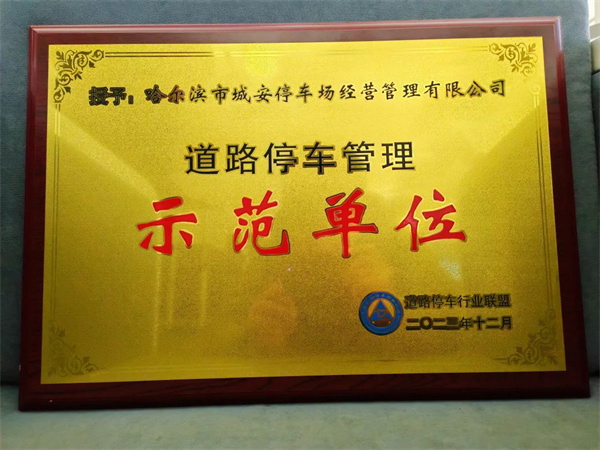 授予：哈尔滨市城安停车场经营管理有限公司
道路停车管理
示范单位
道路停车行业联盟
二〇二三年十二月